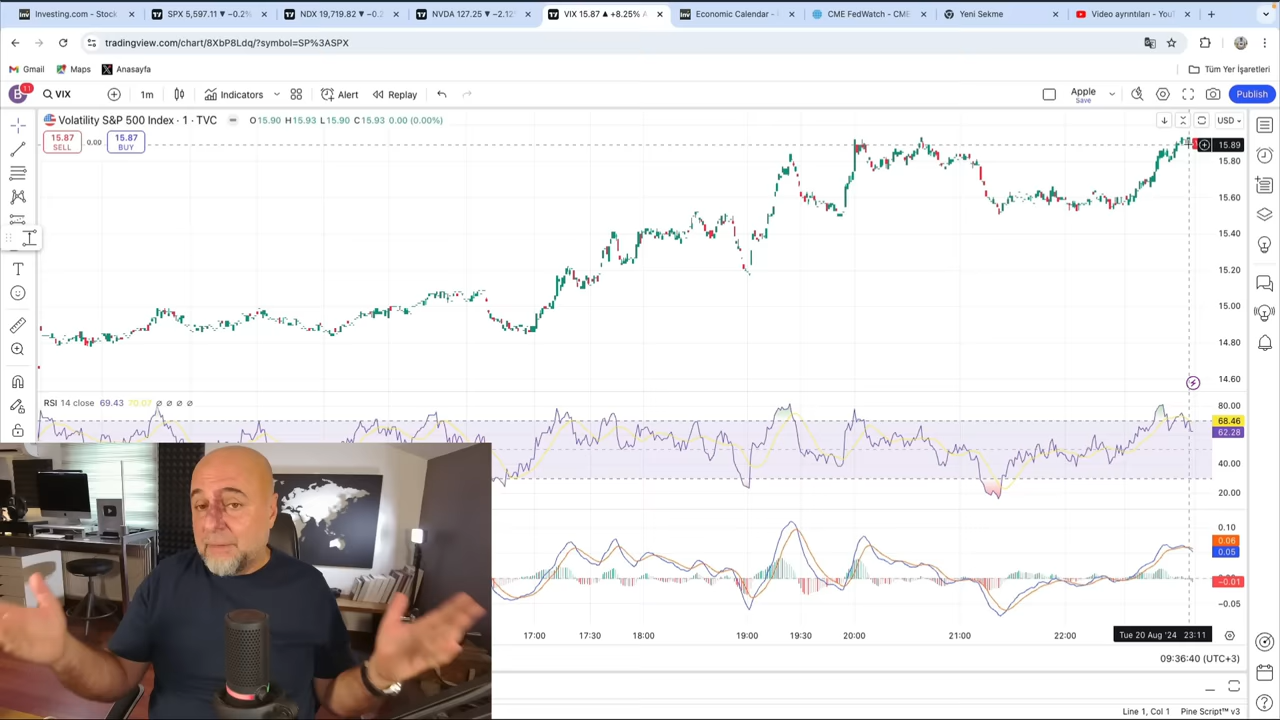 Investing.com - Stock
SPX 5,597.11 ▼ −0.2%
NDX 19,719.82 ▼ −0.2
NVDA 127.25 ▼ −2.12
VIX 15.87 ▲ +8.25%
Economic Calendar -
CME FedWatch - CME
Yeni Sekme
Video ayrıntıları - You
tradingview.com/chart/8XbP8Ldq/?symbol=SP%3ASPX
Gmail
Maps
Anasayfa
Tüm Yer İşaretleri
B
11
VIX
1m
Indicators
Alert
Replay
Apple
Save
Publish
Volatility S&P 500 Index · 1 · TVC
O15.90 H15.93 L15.90 C15.93 0.00 (0.00%)
USD
15.87
SELL
0.00
15.87
BUY
15.89
15.80
15.60
15.40
15.20
15.00
14.80
14.60
RSI 14 close 69.43 70.07 ∅ ∅ ∅ ∅
80.00
68.46
62.28
40.00
20.00
0.10
0.06
0.05
−0.01
−0.05
17:00
17:30
18:00
19:00
19:30
20:00
21:00
22:00
Tue 20 Aug '24 23:11
09:36:40 (UTC+3)
Line 1, Col 1
Pine Script™ v3